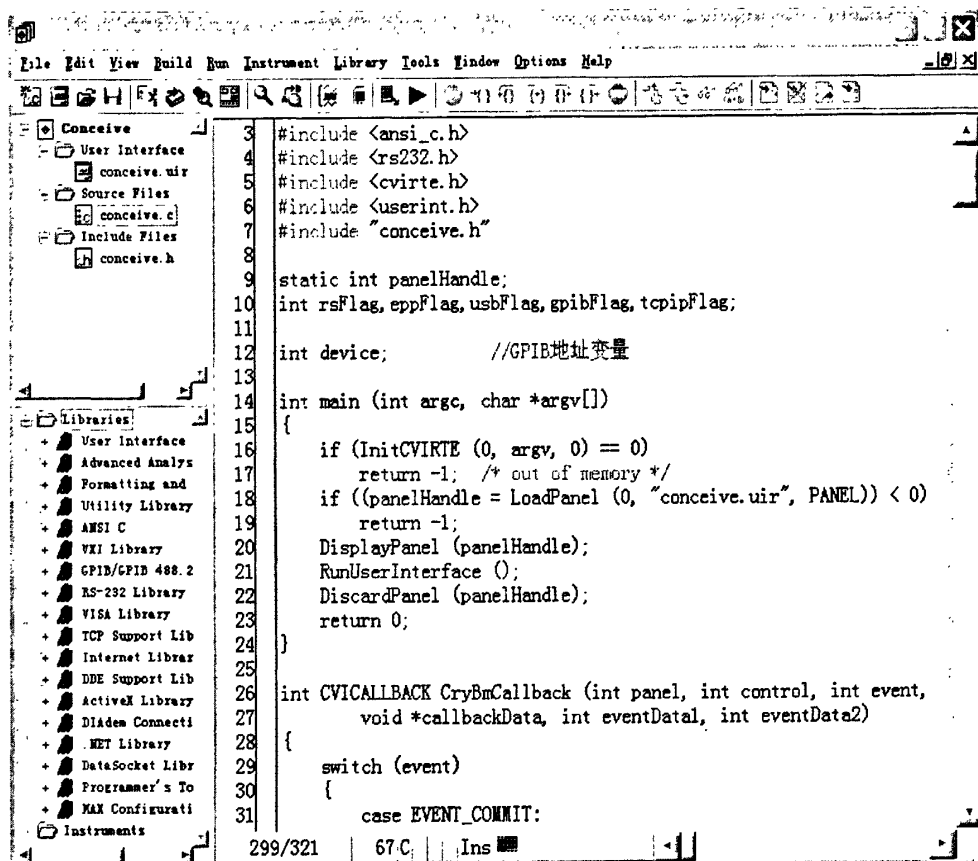 File Edit View Build Run Instrument Library Tools Window Options Help
Conceive
User Interface
conceive.uir
Source Files
conceive.c
Include Files
conceive.h
Libraries
User Interface
Advanced Analys
Formatting and
Utility Library
ANSI C
VXI Library
GPIB/GPIB 488.2
RS-232 Library
VISA Library
TCP Support Lib
Internet Librar
DDE Support Lib
ActiveX Library
DIAdem Connecti
.NET Library
DataSocket Libr
Programmer's To
MAX Configurati
Instruments
3 #include <ansi_c.h>
4 #include <rs232.h>
5 #include <cvirte.h>
6 #include <userint.h>
7 #include "conceive.h"
8
9 static int panelHandle;
10 int rsFlag,eppFlag,usbFlag,gpibFlag,tcpipFlag;
11
12 int device; //GPIB地址变量
13
14 int main (int argc, char *argv[])
15 {
16 if (InitCVIRTE (0, argv, 0) == 0)
17 return -1; /* out of memory */
18 if ((panelHandle = LoadPanel (0, "conceive.uir", PANEL)) < 0)
19 return -1;
20 DisplayPanel (panelHandle);
21 RunUserInterface ();
22 DiscardPanel (panelHandle);
23 return 0;
24 }
25
26 int CVICALLBACK CryBmCallback (int panel, int control, int event,
27 void *callbackData, int eventData1, int eventData2)
28 {
29 switch (event)
30 {
31 case EVENT_COMMIT:
299/321 67 C Ins